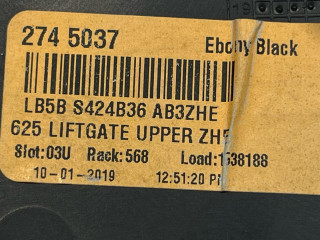 274 5037 Ebony Black
LB5B S424B36 AB3ZHE
625 LIFTGATE UPPER ZHE
Slot:03U Rack:568 Load:1538188
10-01-2019 12:51:20 PM